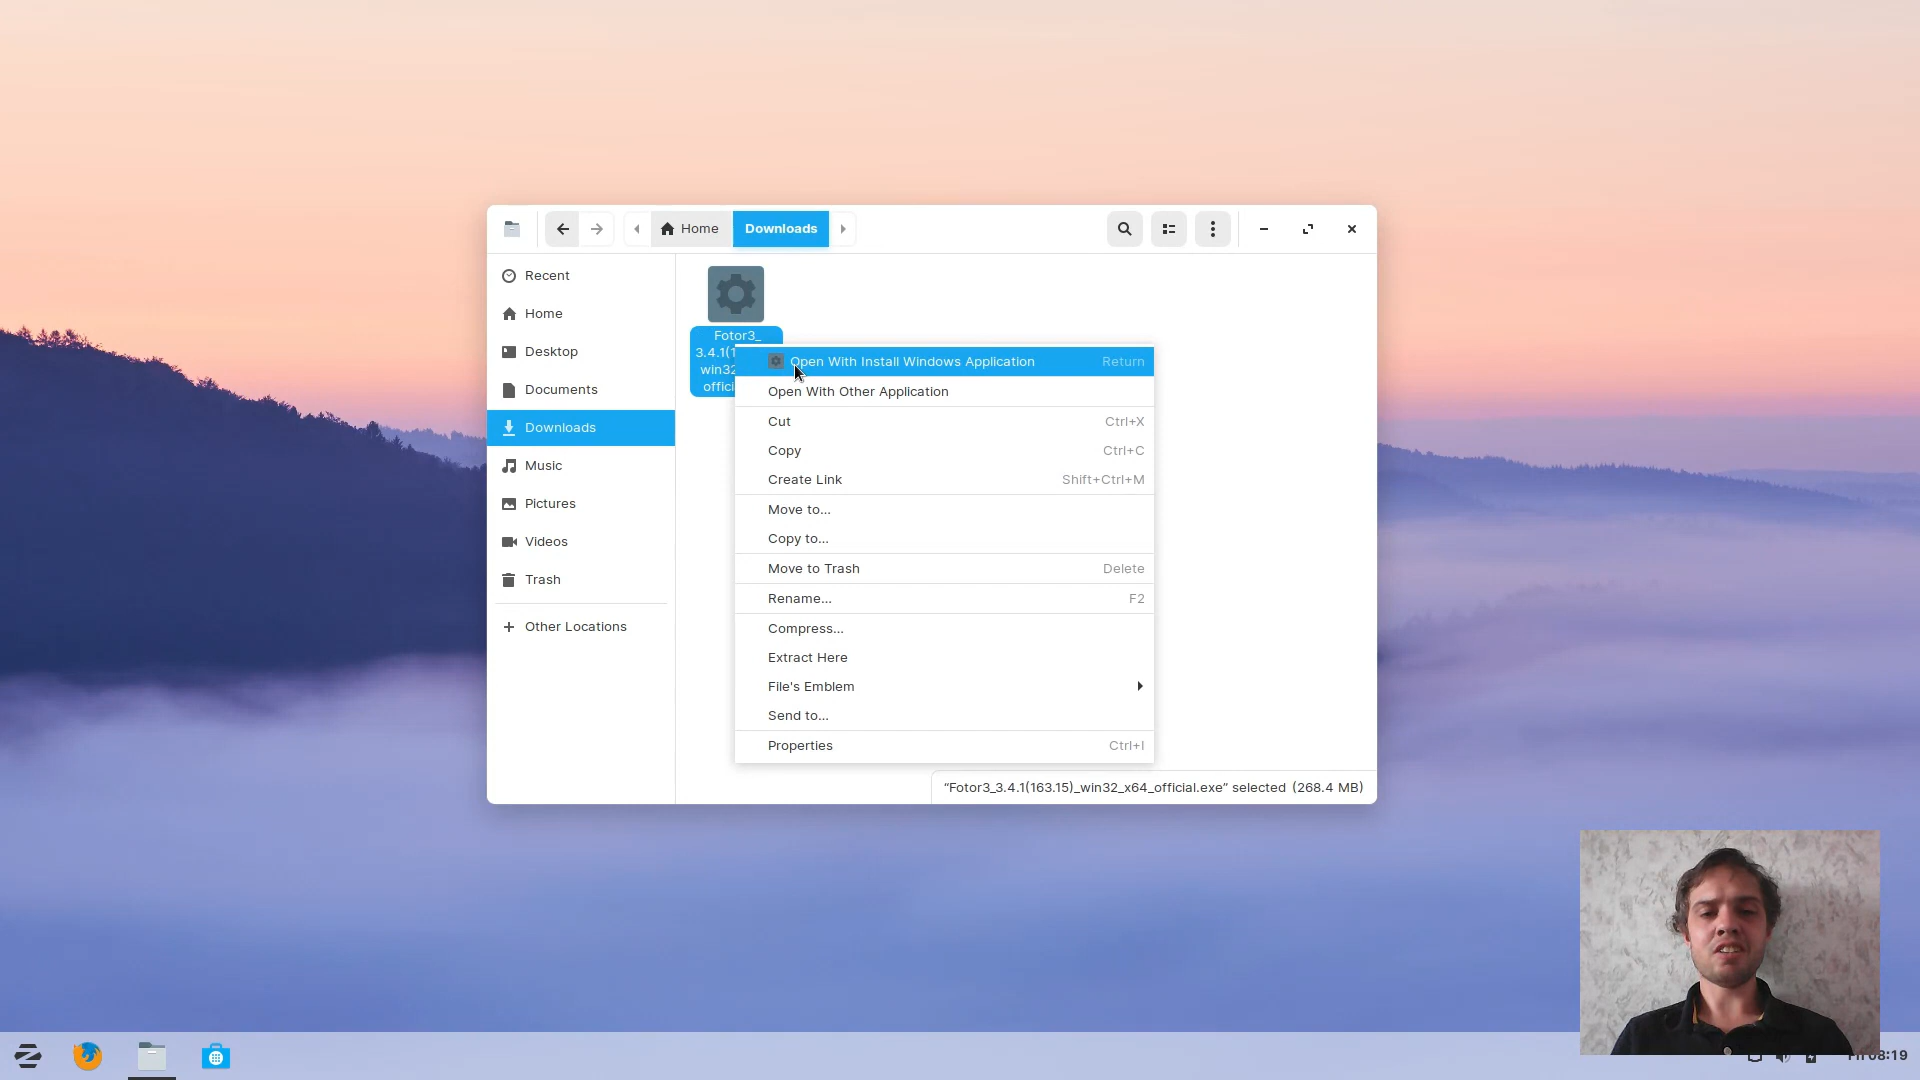 Home
Downloads
Recent
Home
Desktop
Documents
Downloads
Music
Pictures
Videos
Trash
Other Locations
Fotor3_
3.4.1(1
win32
offici
Open With Install Windows Application Return
Open With Other Application
Cut Ctrl+X
Copy Ctrl+C
Create Link Shift+Ctrl+M
Move to...
Copy to...
Move to Trash Delete
Rename... F2
Compress...
Extract Here
File's Emblem
Send to...
Properties Ctrl+I
“Fotor3_3.4.1(163.15)_win32_x64_official.exe” selected (268.4 MB)
08:19